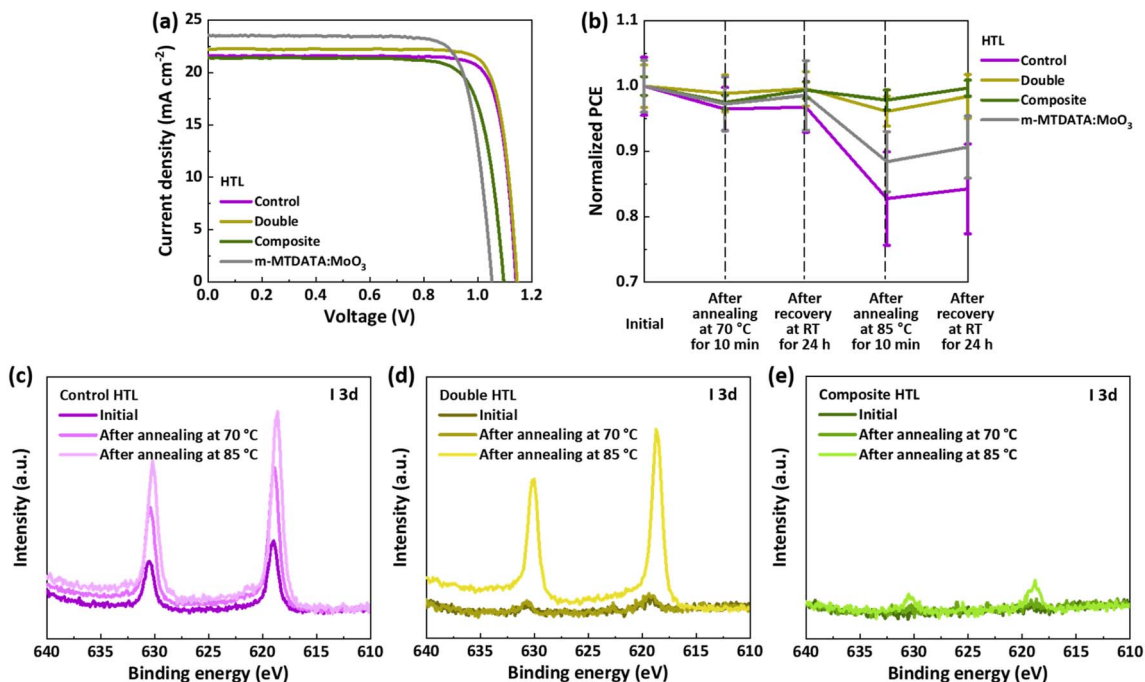 (a)
25
20
15
10
5
0
Current density (mA cm⁻²)
HTL
Control
Double
Composite
m-MTDATA:MoO₃
0.0 0.2 0.4 0.6 0.8 1.0 1.2
Voltage (V)
(b)
1.1
1.0
0.9
0.8
0.7
Normalized PCE
HTL
Control
Double
Composite
m-MTDATA:MoO₃
Initial
After
annealing
at 70 °C
for 10 min
After
recovery
at RT
for 24 h
After
annealing
at 85 °C
for 10 min
After
recovery
at RT
for 24 h
(c)
Control HTL
I 3d
Initial
After annealing at 70 °C
After annealing at 85 °C
Intensity (a.u.)
640 635 630 625 620 615 610
Binding energy (eV)
(d)
Double HTL
I 3d
Initial
After annealing at 70 °C
After annealing at 85 °C
Intensity (a.u.)
640 635 630 625 620 615 610
Binding energy (eV)
(e)
Composite HTL
I 3d
Initial
After annealing at 70 °C
After annealing at 85 °C
Intensity (a.u.)
640 635 630 625 620 615 610
Binding energy (eV)